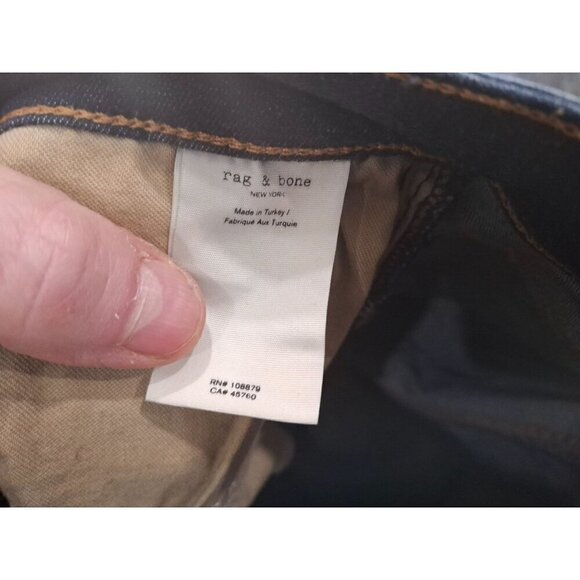 rag & bone
NEW YORK
Made in Turkey /
Fabriqué Aux Turquie
RN# 108879
CA# 45760